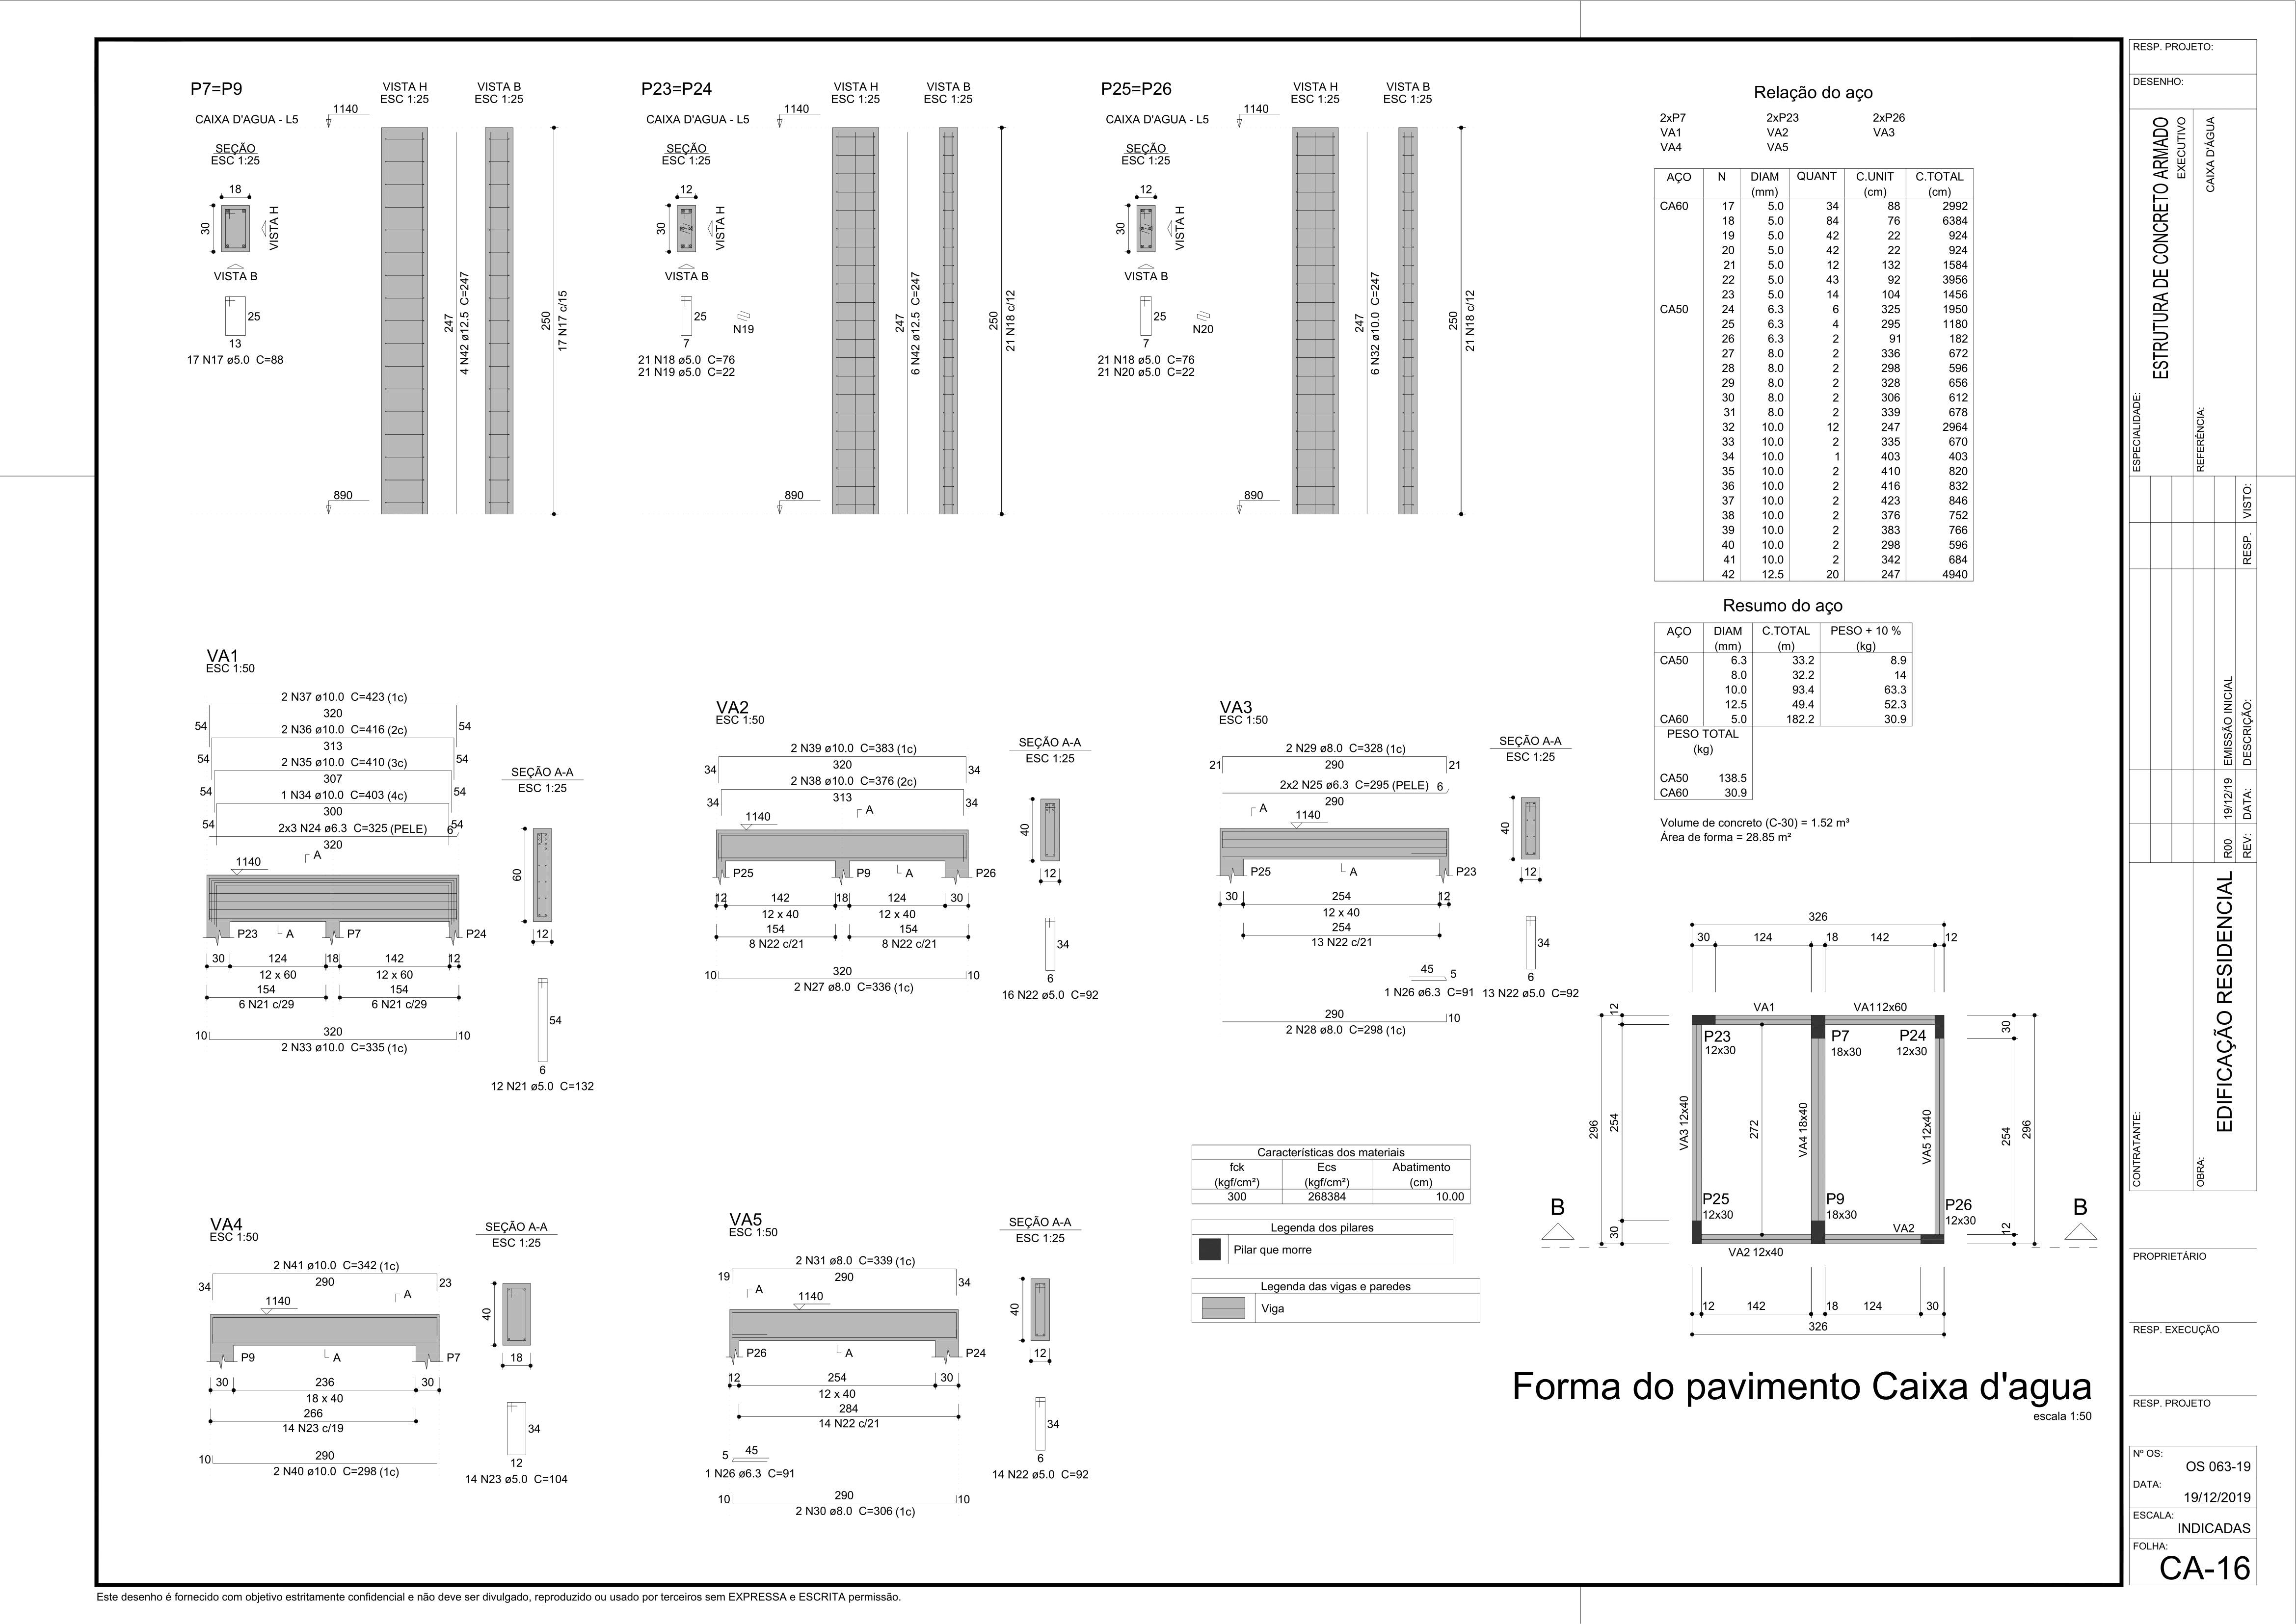 P7=P9
CAIXA D'AGUA - L5
SEÇÃO
ESC 1:25
18
30
VISTA H
VISTA B
25
13
17 N17 ø5.0 C=88
VISTA H
ESC 1:25
VISTA B
ESC 1:25
1140
890
247
4 N42 ø12.5 C=247
250
17 N17 c/15
P23=P24
CAIXA D'AGUA - L5
SEÇÃO
ESC 1:25
12
30
VISTA H
VISTA B
25
7
N19
21 N18 ø5.0 C=76
21 N19 ø5.0 C=22
VISTA H
ESC 1:25
VISTA B
ESC 1:25
1140
890
247
6 N42 ø12.5 C=247
250
21 N18 c/12
P25=P26
CAIXA D'AGUA - L5
SEÇÃO
ESC 1:25
12
30
VISTA H
VISTA B
25
7
N20
21 N18 ø5.0 C=76
21 N20 ø5.0 C=22
VISTA H
ESC 1:25
VISTA B
ESC 1:25
1140
890
247
6 N32 ø10.0 C=247
250
21 N18 c/12
Relação do aço
2xP7 2xP23 2xP26
VA1 VA2 VA3
VA4 VA5
AÇO N DIAM QUANT C.UNIT C.TOTAL
(mm) (cm) (cm)
CA60 17 5.0 34 88 2992
18 5.0 84 76 6384
19 5.0 42 22 924
20 5.0 42 22 924
21 5.0 12 132 1584
22 5.0 43 92 3956
23 5.0 14 104 1456
CA50 24 6.3 6 325 1950
25 6.3 4 295 1180
26 6.3 2 91 182
27 8.0 2 336 672
28 8.0 2 298 596
29 8.0 2 328 656
30 8.0 2 306 612
31 8.0 2 339 678
32 10.0 12 247 2964
33 10.0 2 335 670
34 10.0 1 403 403
35 10.0 2 410 820
36 10.0 2 416 832
37 10.0 2 423 846
38 10.0 2 376 752
39 10.0 2 383 766
40 10.0 2 298 596
41 10.0 2 342 684
42 12.5 20 247 4940
Resumo do aço
AÇO DIAM C.TOTAL PESO + 10 %
(mm) (m) (kg)
CA50 6.3 33.2 8.9
8.0 32.2 14
10.0 93.4 63.3
12.5 49.4 52.3
CA60 5.0 182.2 30.9
PESO TOTAL
(kg)
CA50 138.5
CA60 30.9
Volume de concreto (C-30) = 1.52 m³
Área de forma = 28.85 m²
VA1
ESC 1:50
2 N37 ø10.0 C=423 (1c)
54 320 54
2 N36 ø10.0 C=416 (2c)
54 313 54
2 N35 ø10.0 C=410 (3c)
54 307 54
1 N34 ø10.0 C=403 (4c)
54 300 54
2x3 N24 ø6.3 C=325 (PELE) 6
320
A
1140
P23 A P7 P24
30 124 18 142 12
12 x 60 12 x 60
154 154
6 N21 c/29 6 N21 c/29
10 320 10
2 N33 ø10.0 C=335 (1c)
SEÇÃO A-A
ESC 1:25
60
12
54
6
12 N21 ø5.0 C=132
VA2
ESC 1:50
2 N39 ø10.0 C=383 (1c)
34 320 34
2 N38 ø10.0 C=376 (2c)
34 313 34
A
1140
P25 P9 A P26
12 142 18 124 30
12 x 40 12 x 40
154 154
8 N22 c/21 8 N22 c/21
10 320 10
2 N27 ø8.0 C=336 (1c)
SEÇÃO A-A
ESC 1:25
40
12
34
6
16 N22 ø5.0 C=92
VA3
ESC 1:50
2 N29 ø8.0 C=328 (1c)
21 290 21
2x2 N25 ø6.3 C=295 (PELE) 6
290
A
1140
P25 A P23
30 254 12
12 x 40
254
13 N22 c/21
45 5
1 N26 ø6.3 C=91
290 10
2 N28 ø8.0 C=298 (1c)
SEÇÃO A-A
ESC 1:25
40
12
34
6
13 N22 ø5.0 C=92
VA4
ESC 1:50
2 N41 ø10.0 C=342 (1c)
34 290 23
A
1140
P9 A P7
30 236 30
18 x 40
266
14 N23 c/19
10 290
2 N40 ø10.0 C=298 (1c)
SEÇÃO A-A
ESC 1:25
40
18
34
12
14 N23 ø5.0 C=104
VA5
ESC 1:50
2 N31 ø8.0 C=339 (1c)
19 290 34
A
1140
P26 A P24
12 254 30
12 x 40
284
14 N22 c/21
5 45
1 N26 ø6.3 C=91
10 290 10
2 N30 ø8.0 C=306 (1c)
SEÇÃO A-A
ESC 1:25
40
12
34
6
14 N22 ø5.0 C=92
Características dos materiais
fck Ecs Abatimento
(kgf/cm²) (kgf/cm²) (cm)
300 268384 10.00
Legenda dos pilares
Pilar que morre
Legenda das vigas e paredes
Viga
326
30 124 18 142 12
VA1 VA1 12x60
P23
12x30
P7
18x30
P24
12x30
12
254
30
296
VA3 12x40
272
VA4 18x40
VA5 12x40
30
254
12
296
P25
12x30
P9
18x30
P26
12x30
VA2
VA2 12x40
B B
12 142 18 124 30
326
Forma do pavimento Caixa d'agua
escala 1:50
RESP. PROJETO:
DESENHO:
ESPECIALIDADE:
ESTRUTURA DE CONCRETO ARMADO
EXECUTIVO
REFERÊNCIA:
CAIXA D'ÁGUA
VISTO:
RESP.
EMISSÃO INICIAL
DESCRIÇÃO:
19/12/19
DATA:
R00
REV:
CONTRATANTE:
OBRA:
EDIFICAÇÃO RESIDENCIAL
PROPRIETÁRIO
RESP. EXECUÇÃO
RESP. PROJETO
Nº OS:
OS 063-19
DATA:
19/12/2019
ESCALA:
INDICADAS
FOLHA:
CA-16
Este desenho é fornecido com objetivo estritamente confidencial e não deve ser divulgado, reproduzido ou usado por terceiros sem EXPRESSA e ESCRITA permissão.